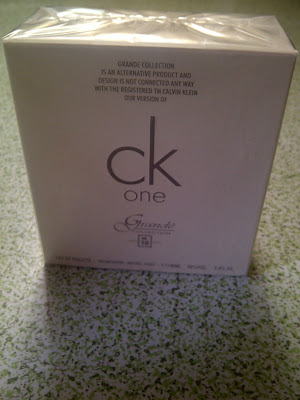 GRANDE COLLECTION
IS AN ALTERNATIVE PRODUCT AND
DESIGN IS NOT CONNECTED ANY WAY
WITH THE REGISTERED TM CALVIN KLEIN
OUR VERSION OF
ck
one
Grande